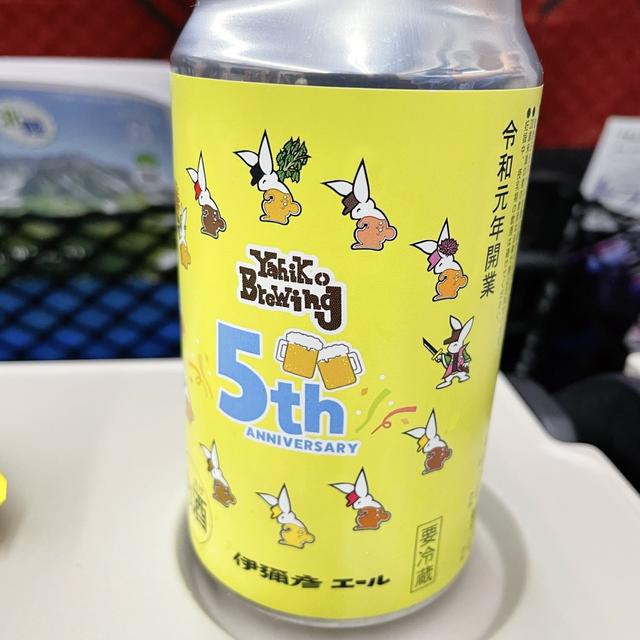 令和元年開業
Yahiko
Brewing
5th
ANNIVERSARY
酒
要冷蔵
伊彌彦 エール